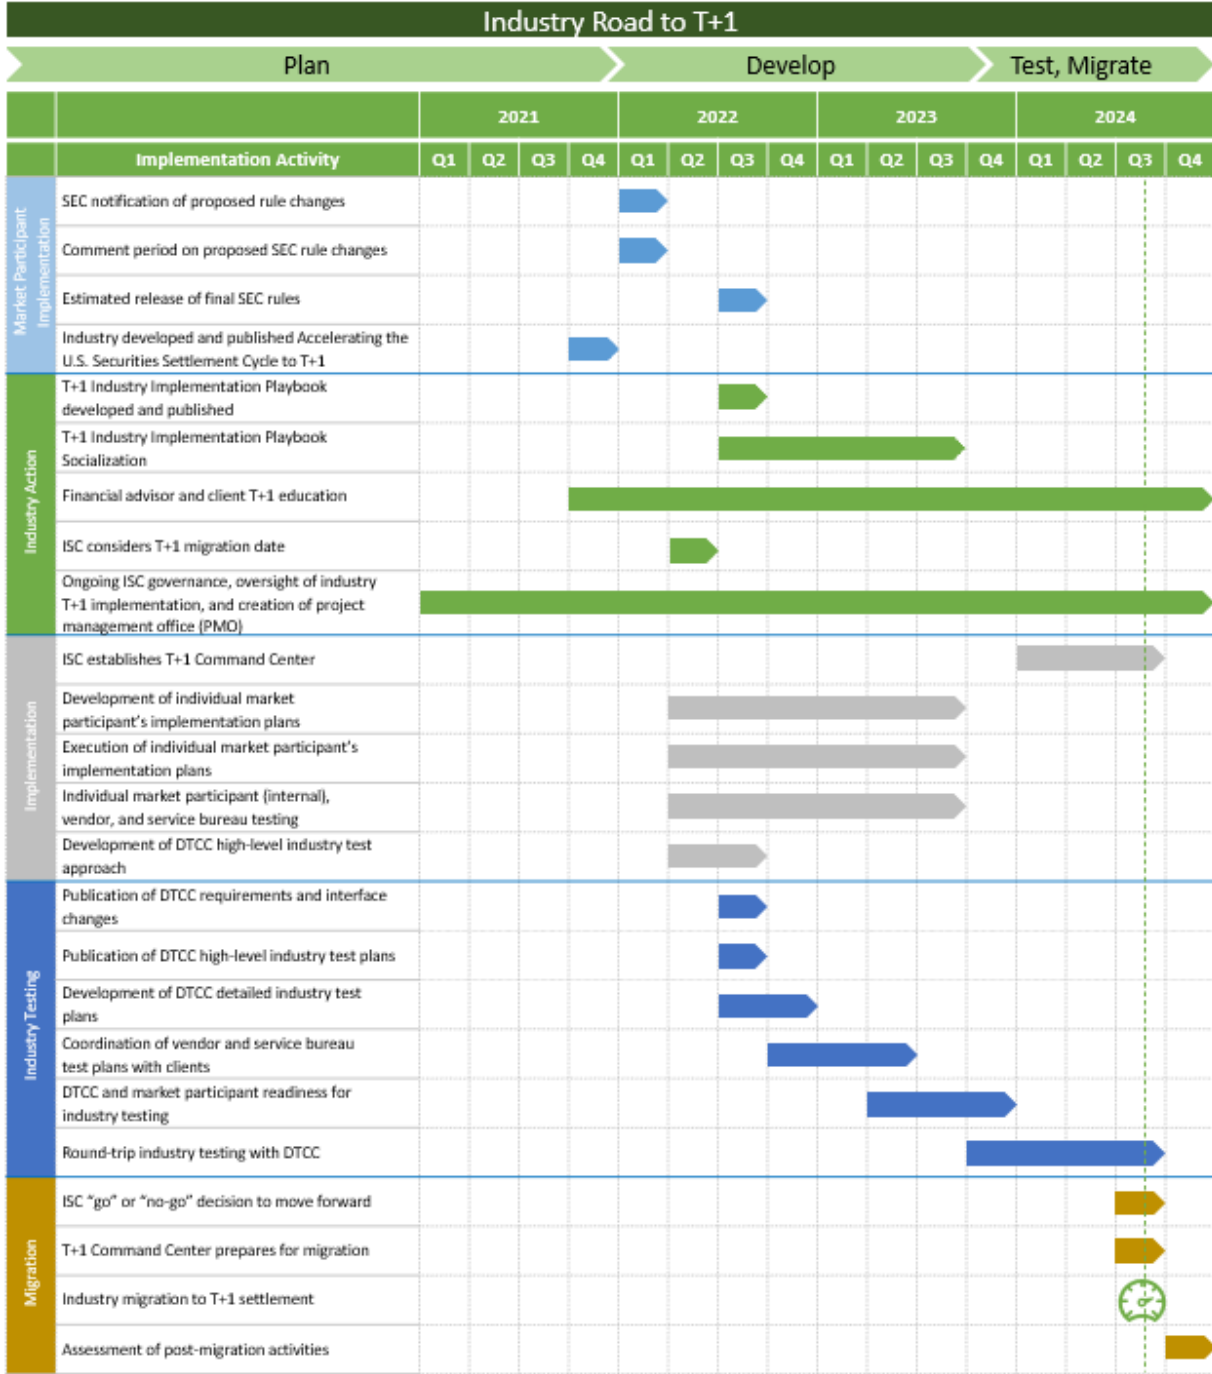 Industry Road to T+1
Plan
Develop
Test, Migrate
2021
2022
2023
2024
Implementation Activity
Q1
Q2
Q3
Q4
Q1
Q2
Q3
Q4
Q1
Q2
Q3
Q4
Q1
Q2
Q3
Q4
Market Participant
Implementation
SEC notification of proposed rule changes
Comment period on proposed SEC rule changes
Estimated release of final SEC rules
Industry developed and published Accelerating the
U.S. Securities Settlement Cycle to T+1
Industry Action
T+1 Industry Implementation Playbook
developed and published
T+1 Industry Implementation Playbook
Socialization
Financial advisor and client T+1 education
ISC considers T+1 migration date
Ongoing ISC governance, oversight of industry
T+1 implementation, and creation of project
management office (PMO)
Implementation
ISC establishes T+1 Command Center
Development of individual market
participant's implementation plans
Execution of individual market participant's
implementation plans
Individual market participant (internal),
vendor, and service bureau testing
Development of DTCC high-level industry test
approach
Industry Testing
Publication of DTCC requirements and interface
changes
Publication of DTCC high-level industry test plans
Development of DTCC detailed industry test
plans
Coordination of vendor and service bureau
test plans with clients
DTCC and market participant readiness for
industry testing
Round-trip industry testing with DTCC
Migration
ISC “go” or “no-go” decision to move forward
T+1 Command Center prepares for migration
Industry migration to T+1 settlement
Assessment of post-migration activities